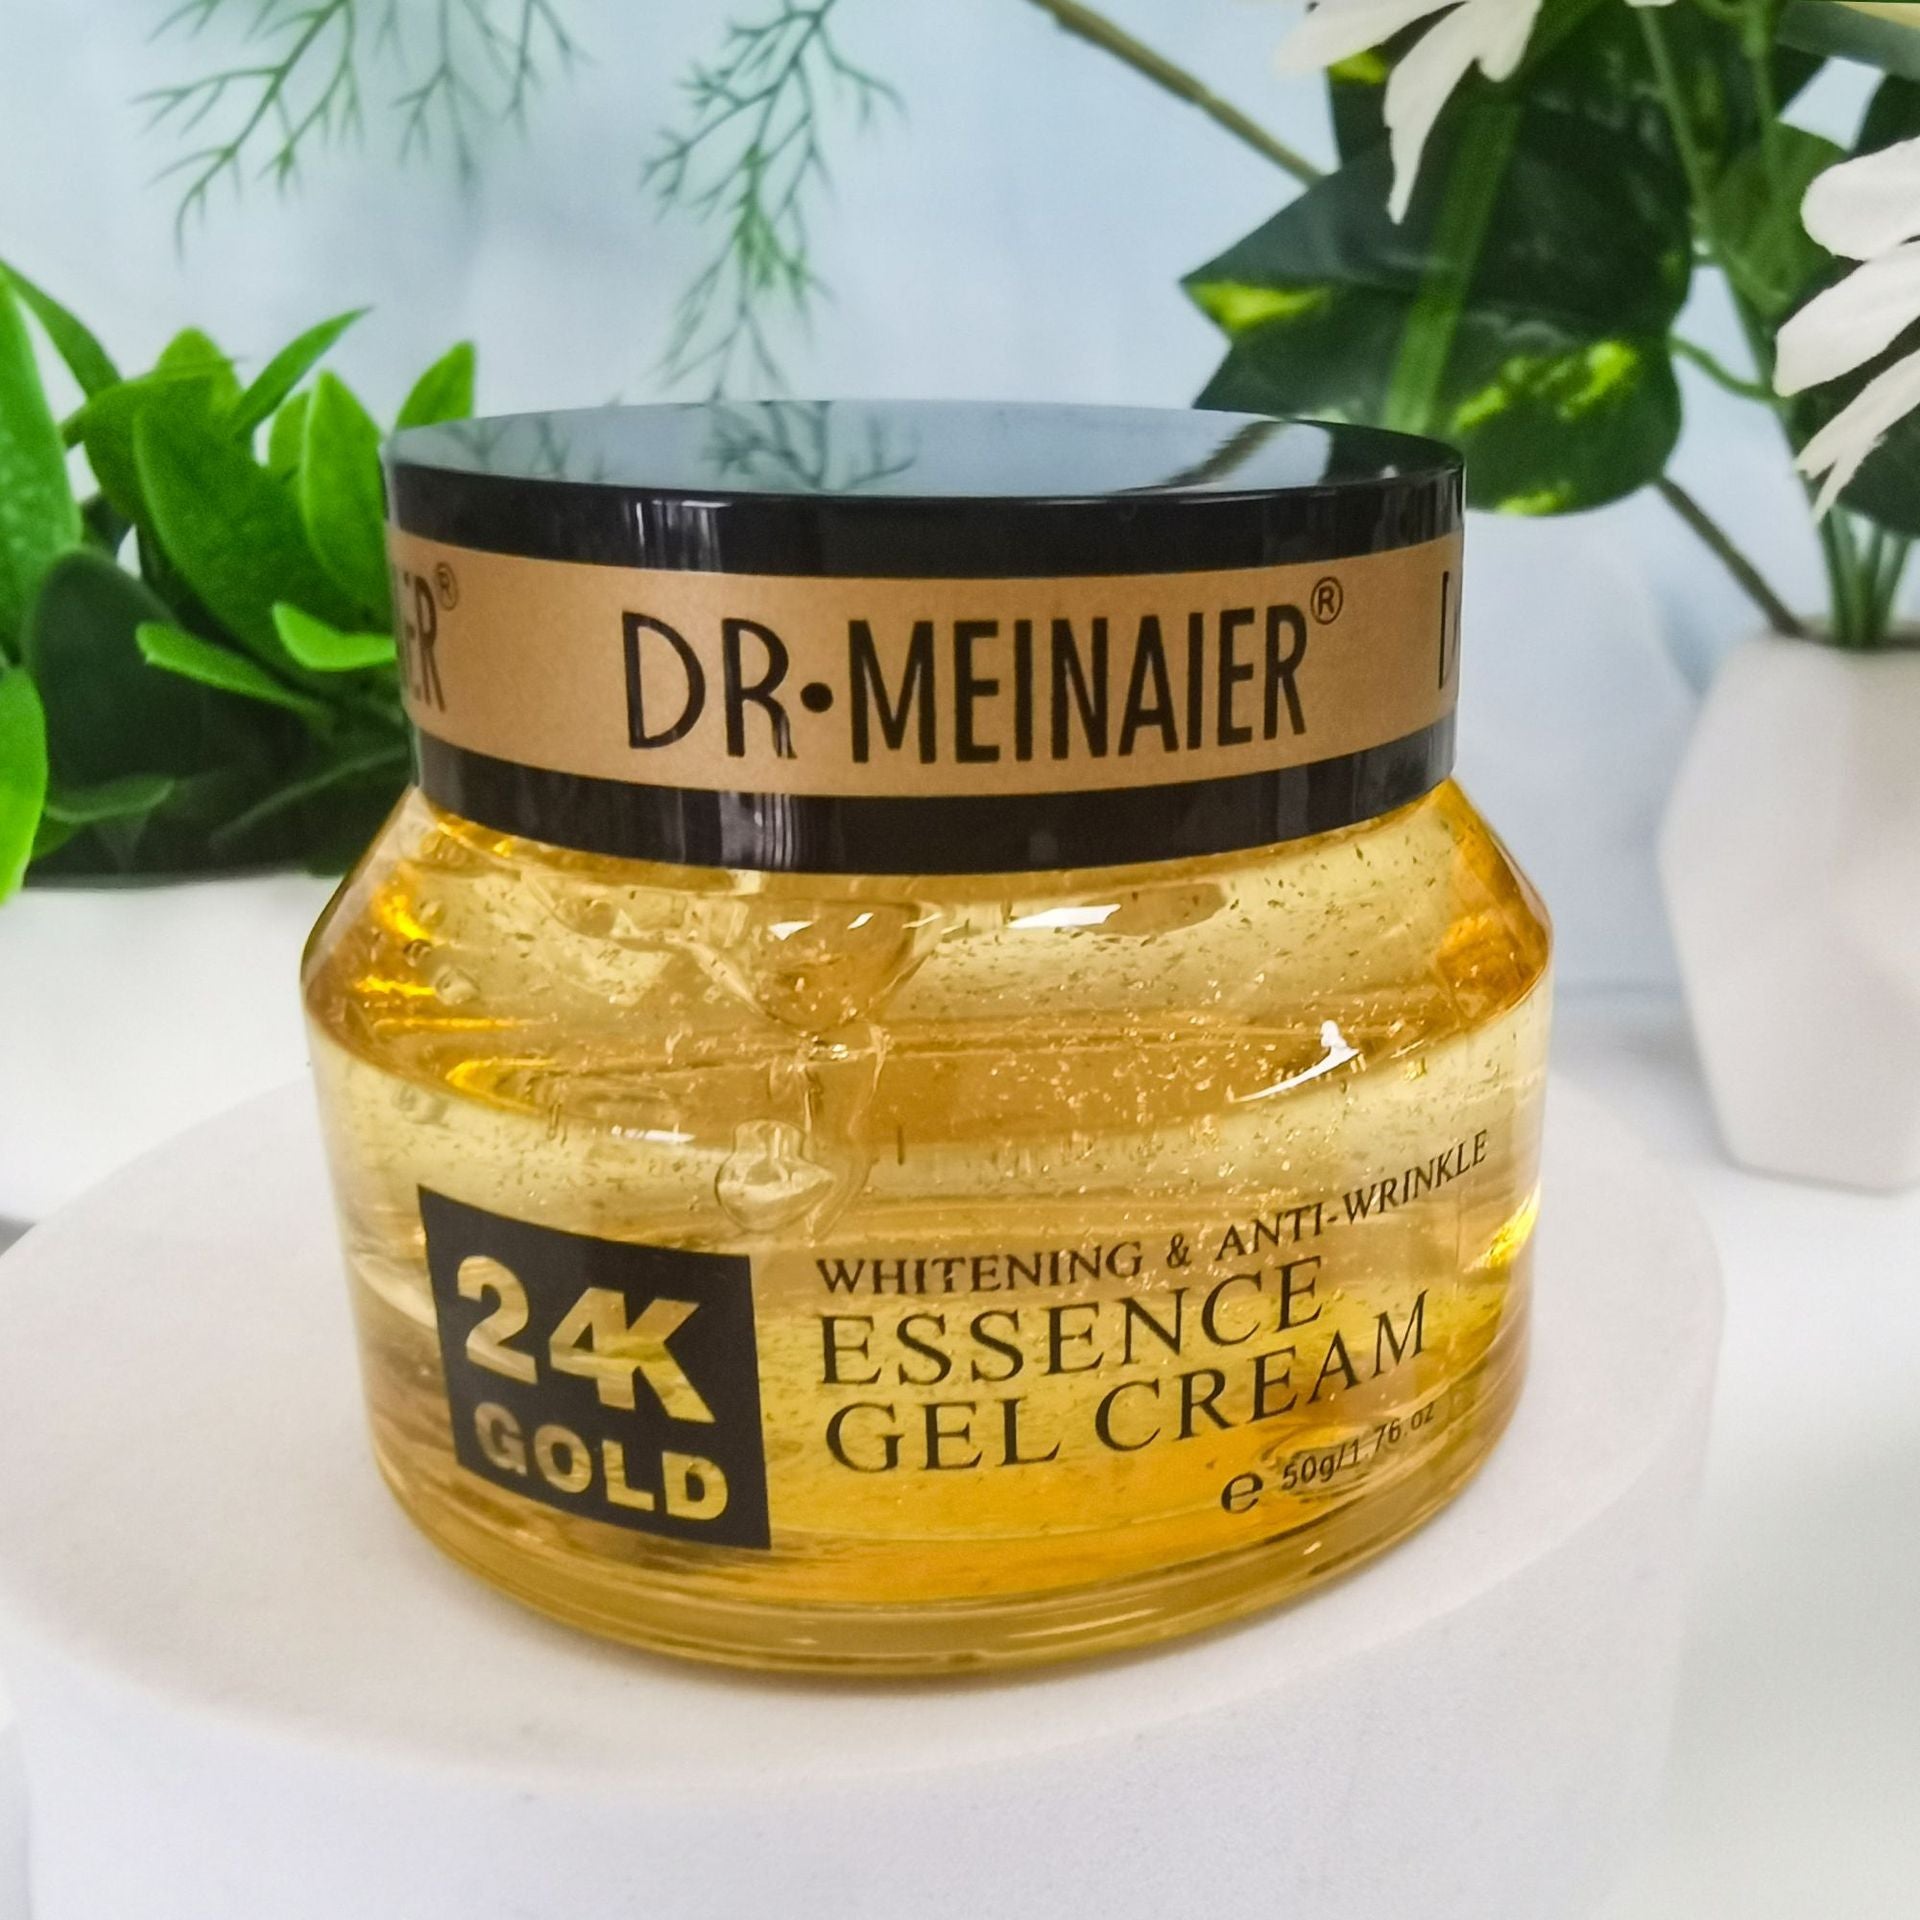 DR·MEINAIER®
24K
GOLD
WHITENING & ANTI-WRINKLE
ESSENCE
GEL CREAM
℮ 50g/1.76.oz